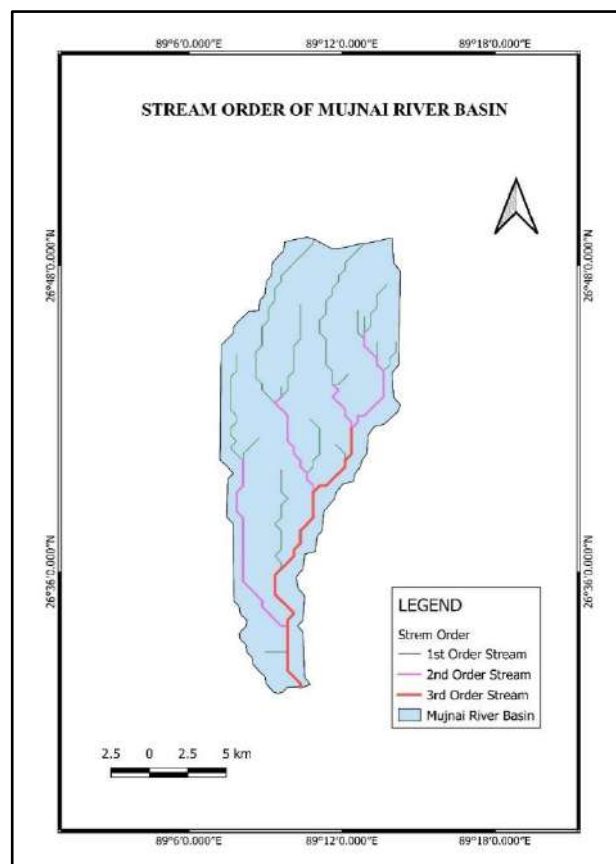 89°6'0.000"E 89°12'0.000"E 89°18'0.000"E
STREAM ORDER OF MUJNAI RIVER BASIN
26°48'0.000"N 26°48'0.000"N
26°36'0.000"N 26°36'0.000"N
LEGEND
Strem Order
1st Order Stream
2nd Order Stream
3rd Order Stream
Mujnai River Basin
2.5 0 2.5 5 km
89°6'0.000"E 89°12'0.000"E 89°18'0.000"E